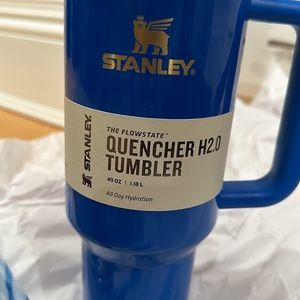 STANLEY.
STANLEY.
THE FLOWSTATE™
QUENCHER H2.0
TUMBLER
40 OZ | 1.18 L
All Day Hydration